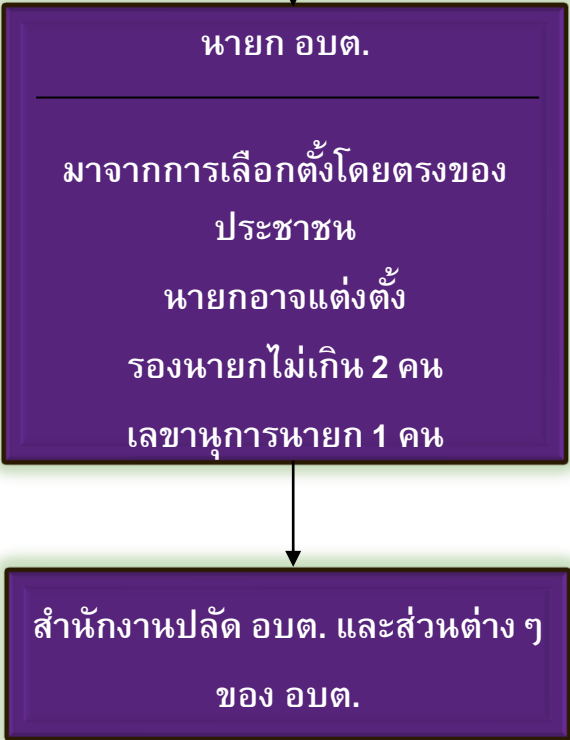 นายก อบต.
มาจากการเลือกตั้งโดยตรงของ
ประชาชน
นายกอาจแต่งตั้ง
รองนายกไม่เกิน 2 คน
เลขานุการนายก 1 คน
สำนักงานปลัด อบต. และส่วนต่าง ๆ
ของ อบต.